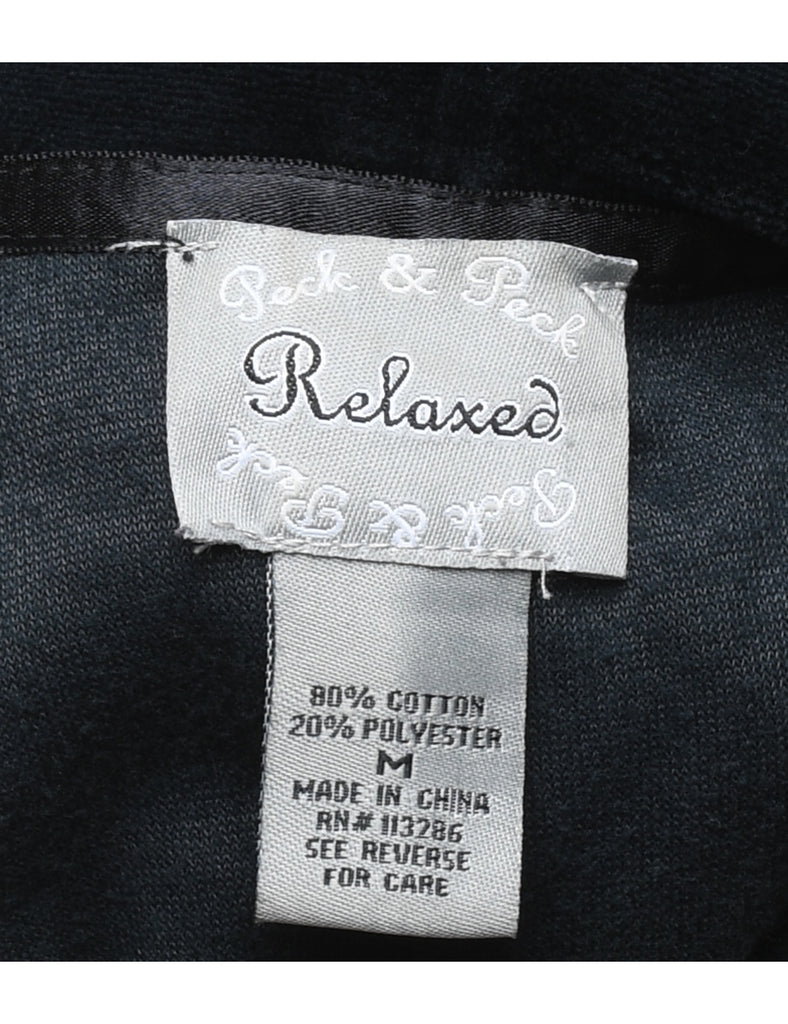 Peck & Peck
Relaxed
Peck & Peck
80% COTTON
20% POLYESTER
M
MADE IN CHINA
RN# 113286
SEE REVERSE
FOR CARE